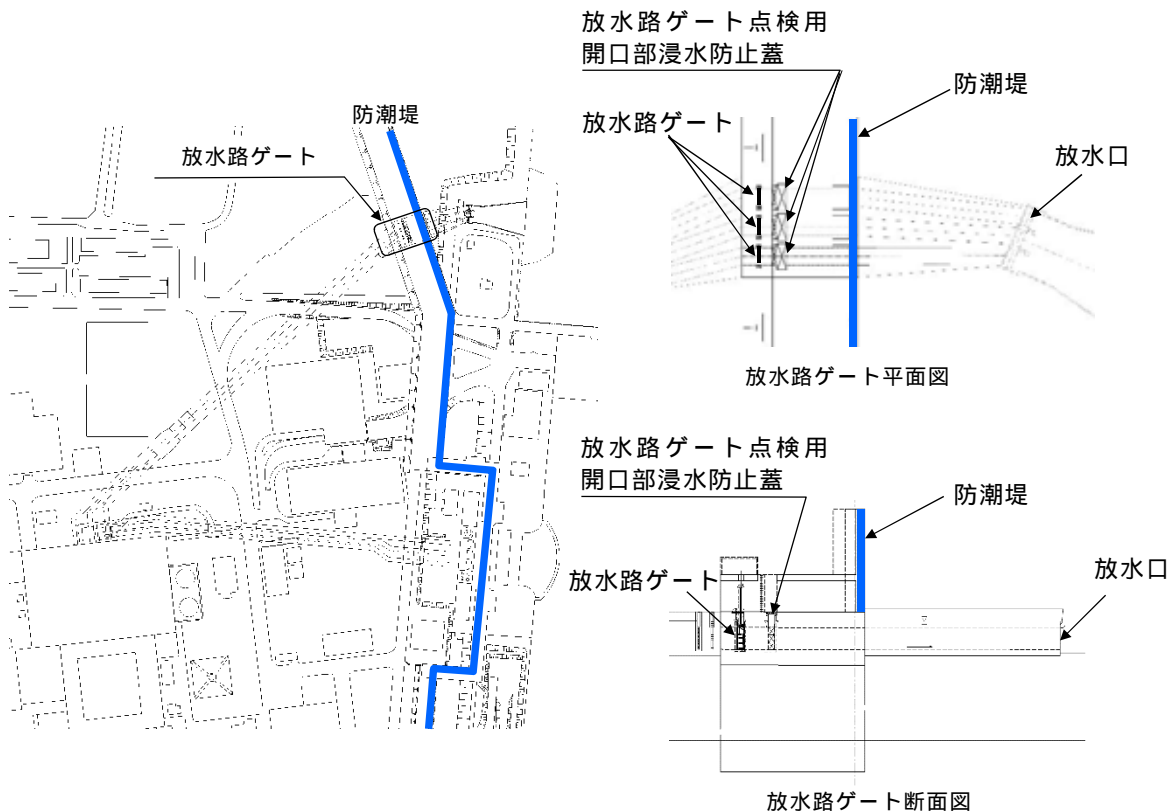 防潮堤
放水路ゲート
放水路ゲート点検用
開口部浸水防止蓋
放水路ゲート
防潮堤
放水口
放水路ゲート平面図
放水路ゲート点検用
開口部浸水防止蓋
防潮堤
放水路ゲート
放水口
放水路ゲート断面図